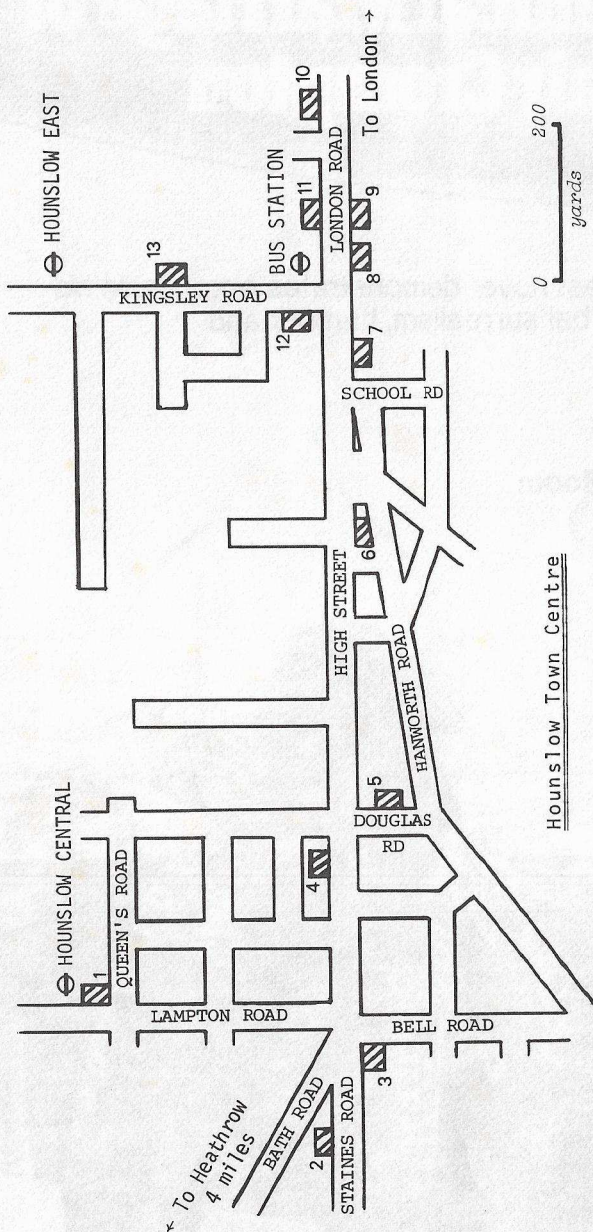 HOUNSLOW CENTRAL
HOUNSLOW EAST
1
QUEEN'S ROAD
LAMPTON ROAD
← To Heathrow
4 miles
BATH ROAD
2
STAINES ROAD
3
BELL ROAD
4
DOUGLAS
RD
5
HIGH STREET
HANWORTH ROAD
6
SCHOOL RD
7
KINGSLEY ROAD
12
13
BUS STATION
11
10
LONDON ROAD
8
9
To London →
0
200
yards
Hounslow Town Centre